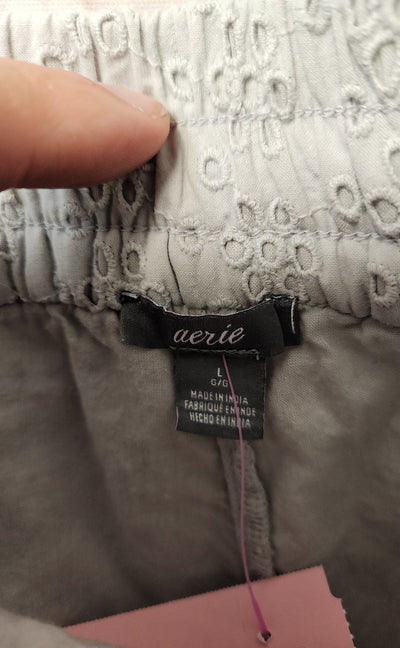 aerie
L
G/G
MADE IN INDIA
FABRIQUÉ EN INDE
HECHO EN INDIA